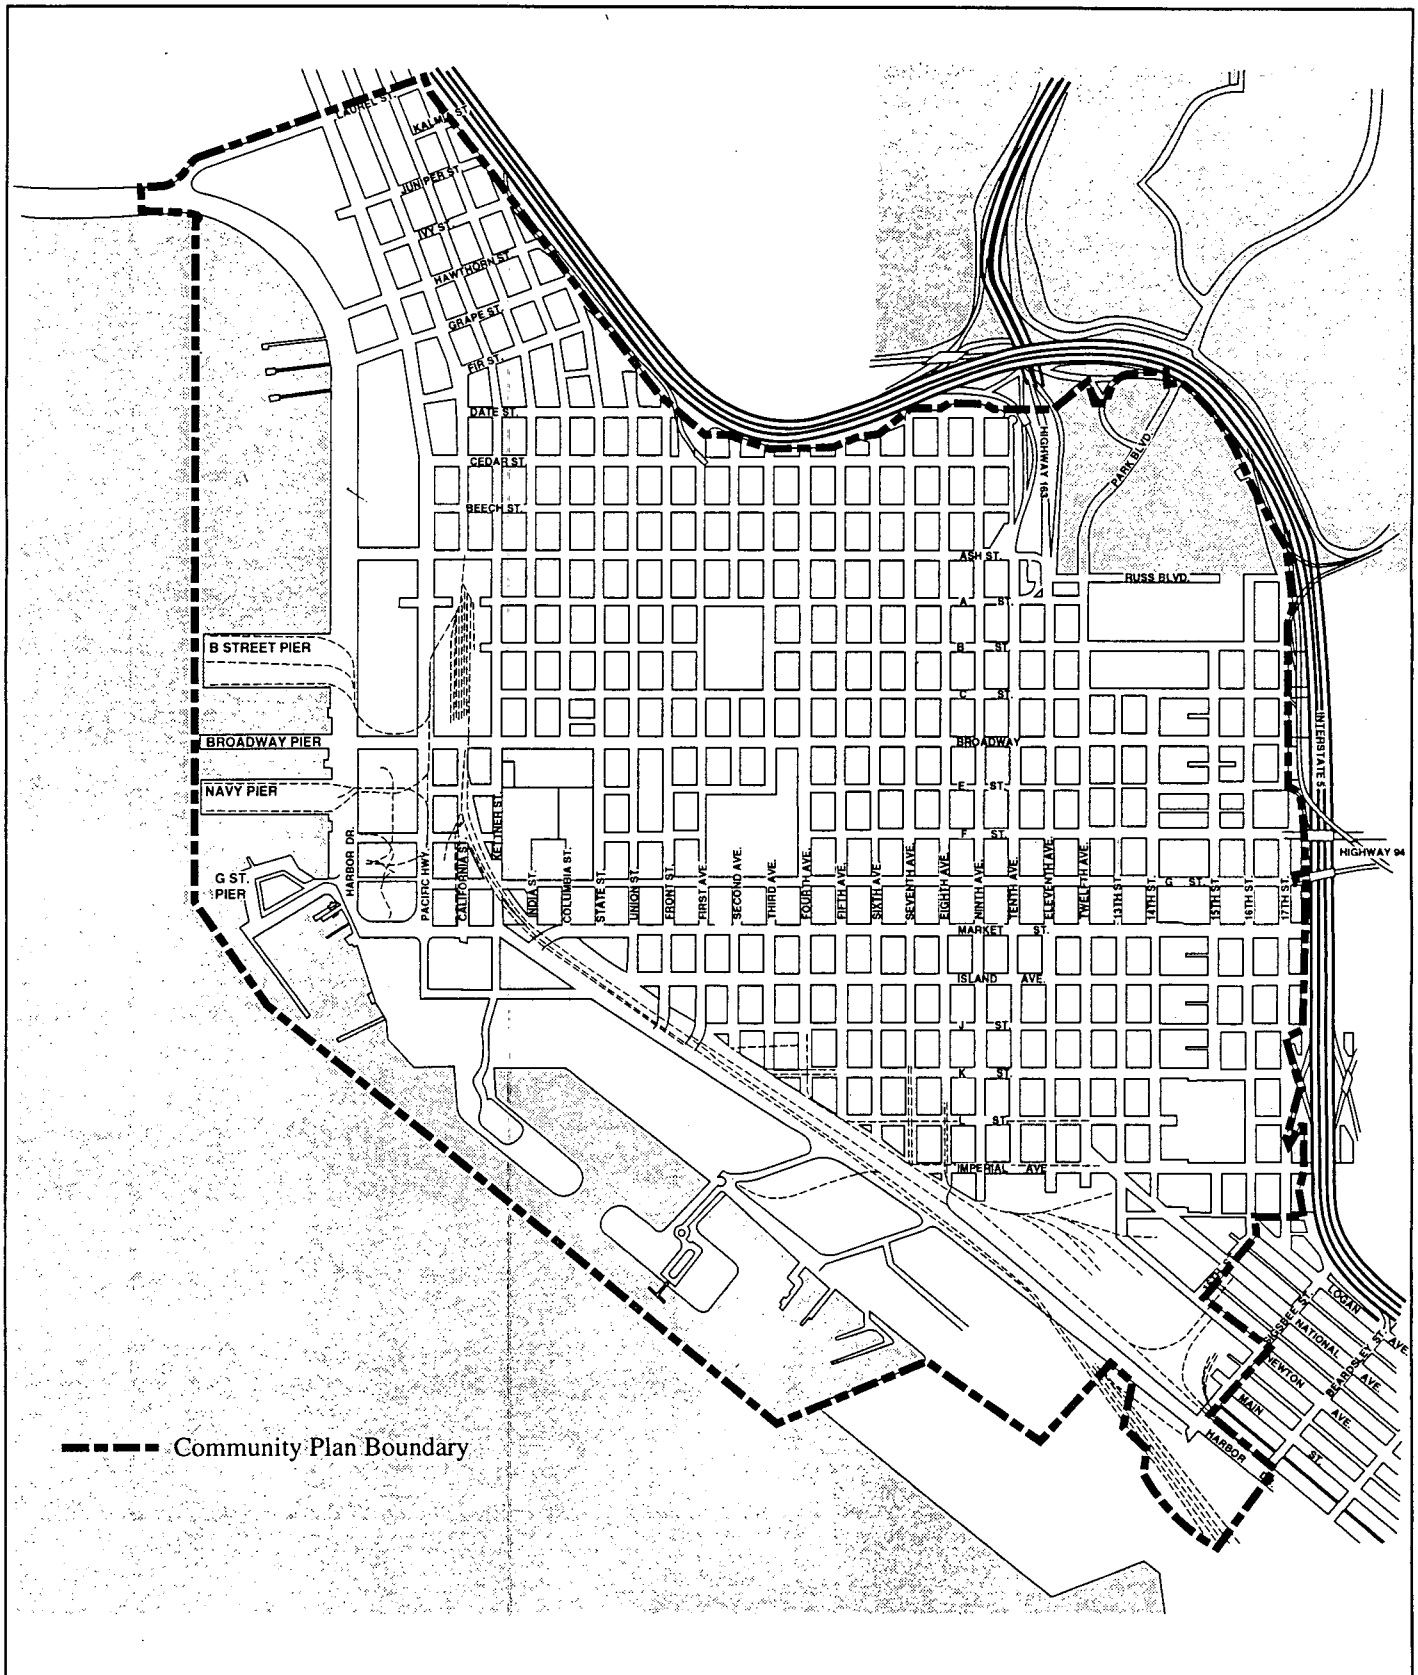 LAUREL ST.
KALMIA ST.
JUNIPER ST.
IVY ST.
HAWTHORN ST.
GRAPE ST.
FIR ST.
DATE ST.
CEDAR ST.
BEECH ST.
HIGHWAY 163
PARK BLVD.
ASH ST.
RUSS BLVD.
A ST.
B ST.
C ST.
BROADWAY
E ST.
F ST.
G ST.
MARKET ST.
ISLAND AVE.
J ST.
K ST.
L ST.
IMPERIAL AVE
INTERSTATE 5
HIGHWAY 94
B STREET PIER
BROADWAY PIER
NAVY PIER
G ST.
PIER
HARBOR DR.
PACIFIC HWY.
CALIFORNIA ST.
KETTNER ST.
INDIA ST.
COLUMBIA ST.
STATE ST.
UNION ST.
FRONT ST.
FIRST AVE.
SECOND AVE.
THIRD AVE.
FOURTH AVE.
FIFTH AVE.
SIXTH AVE.
SEVENTH AVE.
EIGHTH AVE.
NINTH AVE.
TENTH AVE.
ELEVENTH AVE.
TWELFTH AVE.
13TH ST.
14TH ST.
15TH ST.
16TH ST.
17TH ST.
SIGSBEE ST.
BEARDSLEY ST.
LOGAN AVE.
NATIONAL AVE.
NEWTON AVE.
MAIN ST.
HARBOR
Community Plan Boundary